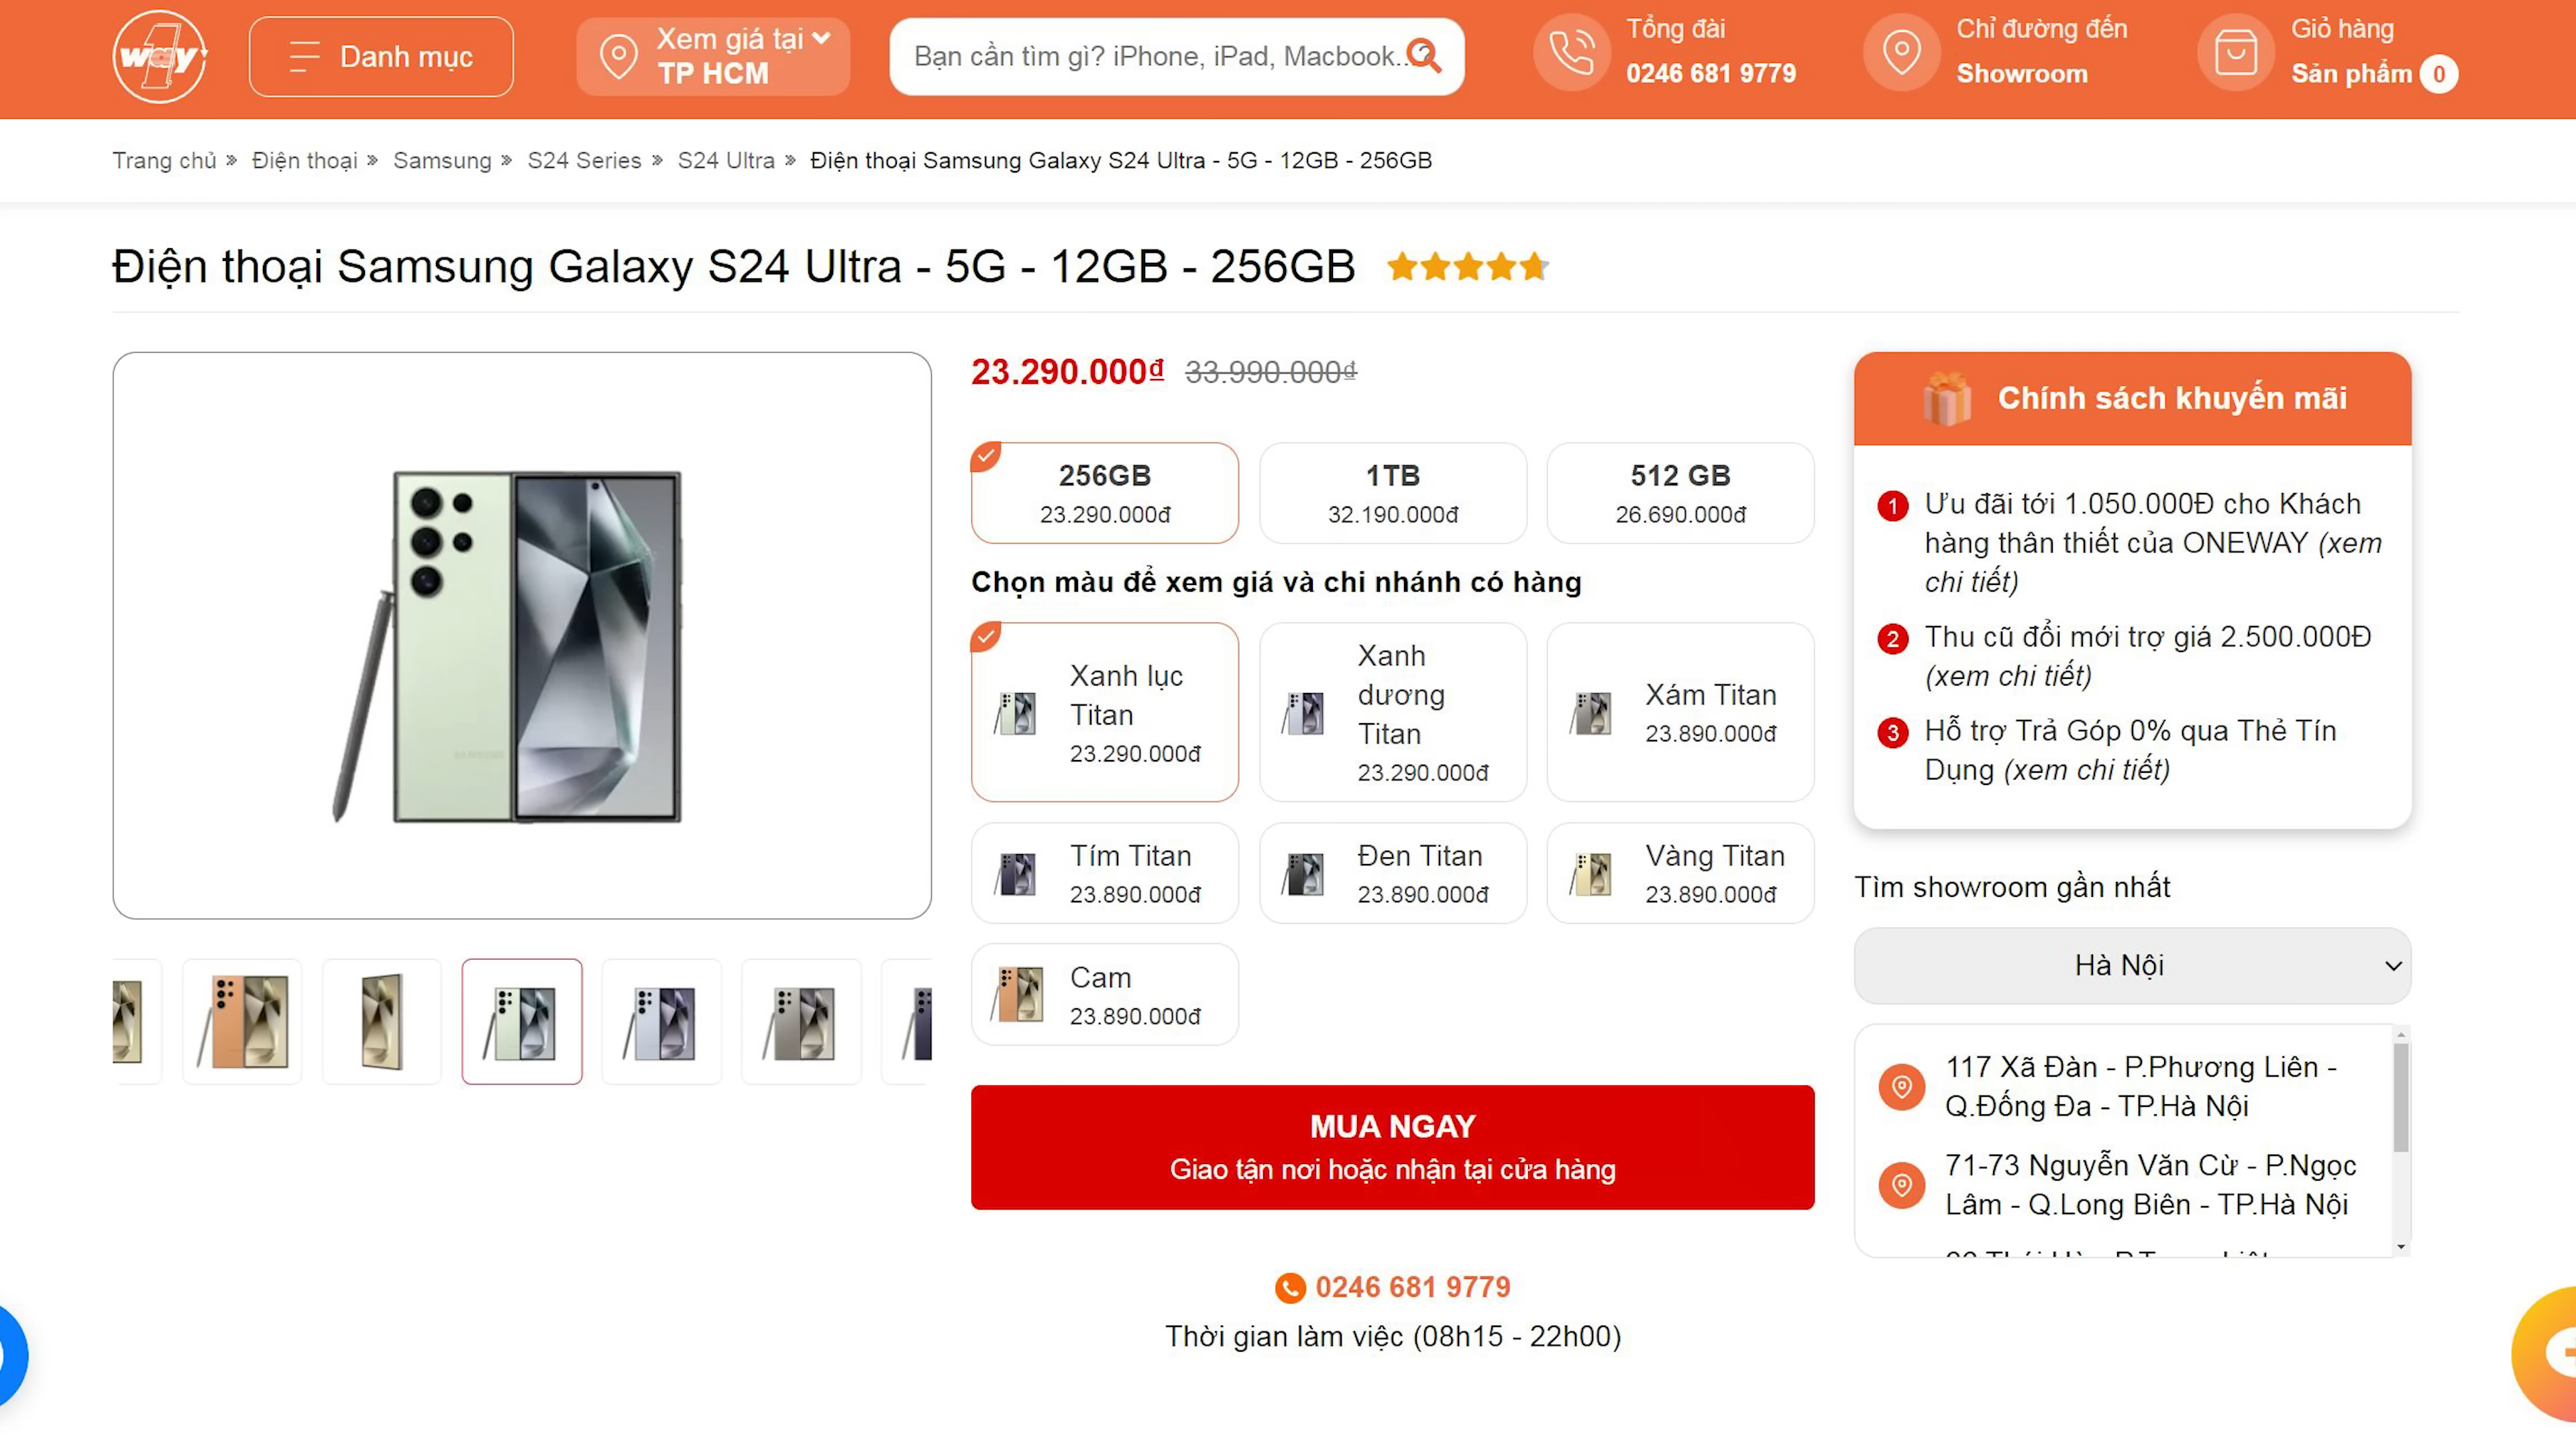 1
way
Danh mục
Xem giá tại
TP HCM
Bạn cần tìm gì? iPhone, iPad, Macbook..
Tổng đài
0246 681 9779
Chỉ đường đến
Showroom
Giỏ hàng
Sản phẩm 0
Trang chủ » Điện thoại » Samsung » S24 Series » S24 Ultra » Điện thoại Samsung Galaxy S24 Ultra - 5G - 12GB - 256GB
Điện thoại Samsung Galaxy S24 Ultra - 5G - 12GB - 256GB
SAMSUNG
23.290.000₫ 33.990.000₫
256GB
23.290.000đ
1TB
32.190.000đ
512 GB
26.690.000đ
Chọn màu để xem giá và chi nhánh có hàng
Xanh lục
Titan
23.290.000đ
Xanh
dương
Titan
23.290.000đ
Xám Titan
23.890.000đ
Tím Titan
23.890.000đ
Đen Titan
23.890.000đ
Vàng Titan
23.890.000đ
Cam
23.890.000đ
MUA NGAY
Giao tận nơi hoặc nhận tại cửa hàng
0246 681 9779
Thời gian làm việc (08h15 - 22h00)
Chính sách khuyến mãi
1 Ưu đãi tới 1.050.000Đ cho Khách
hàng thân thiết của ONEWAY (xem
chi tiết)
2 Thu cũ đổi mới trợ giá 2.500.000Đ
(xem chi tiết)
3 Hỗ trợ Trả Góp 0% qua Thẻ Tín
Dụng (xem chi tiết)
Tìm showroom gần nhất
Hà Nội
117 Xã Đàn - P.Phương Liên -
Q.Đống Đa - TP.Hà Nội
71-73 Nguyễn Văn Cừ - P.Ngọc
Lâm - Q.Long Biên - TP.Hà Nội